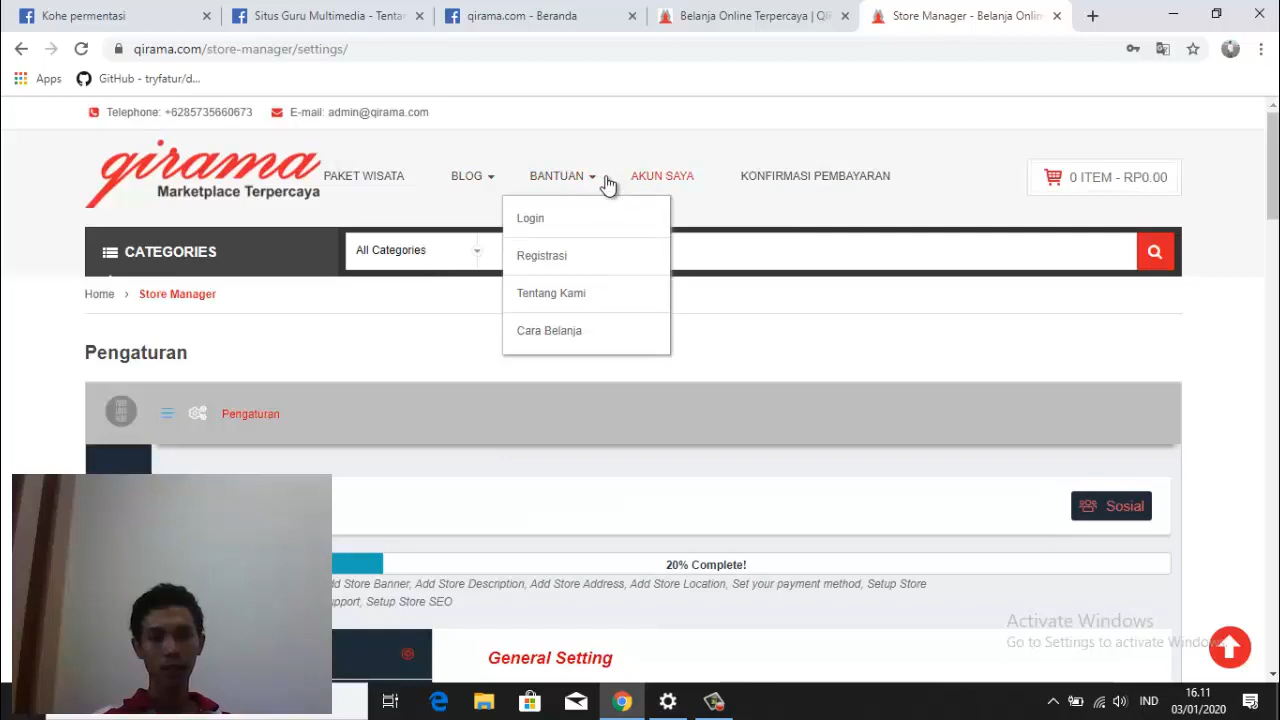 Kohe permentasi
Situs Guru Multimedia - Tentan
qirama.com - Beranda
Belanja Online Terpercaya | Qi
Store Manager - Belanja Onlin
qirama.com/store-manager/settings/
Apps
GitHub - tryfatur/d...
Telephone: +6285735660673
E-mail: admin@qirama.com
qirama
Marketplace Terpercaya
PAKET WISATA
BLOG
BANTUAN
AKUN SAYA
KONFIRMASI PEMBAYARAN
0 ITEM - RP0.00
Login
CATEGORIES
All Categories
Registrasi
Home › Store Manager
Tentang Kami
Cara Belanja
Pengaturan
Pengaturan
Sosial
20% Complete!
Add Store Banner, Add Store Description, Add Store Address, Add Store Location, Set your payment method, Setup Store
Support, Setup Store SEO
General Setting
Activate Windows
Go to Settings to activate Windows.
IND
16.11
03/01/2020